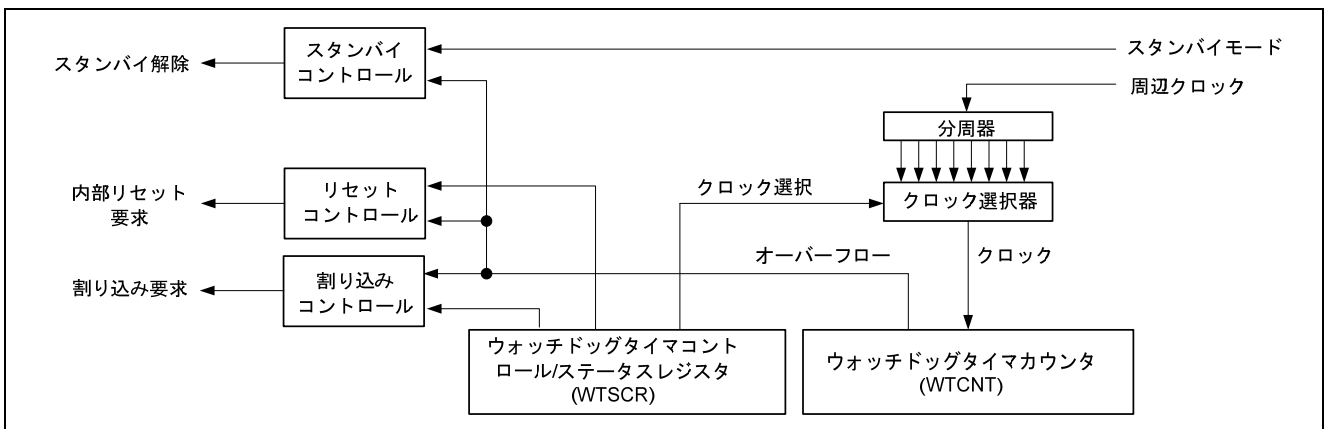 スタンバイ解除
スタンバイ
コントロール
スタンバイモード
周辺クロック
分周器
内部リセット
要求
リセット
コントロール
クロック選択
クロック選択器
オーバーフロー
クロック
割り込み要求
割り込み
コントロール
ウォッチドッグタイマコント
ロール/ステータスレジスタ
(WTSCR)
ウォッチドッグタイマカウンタ
(WTCNT)